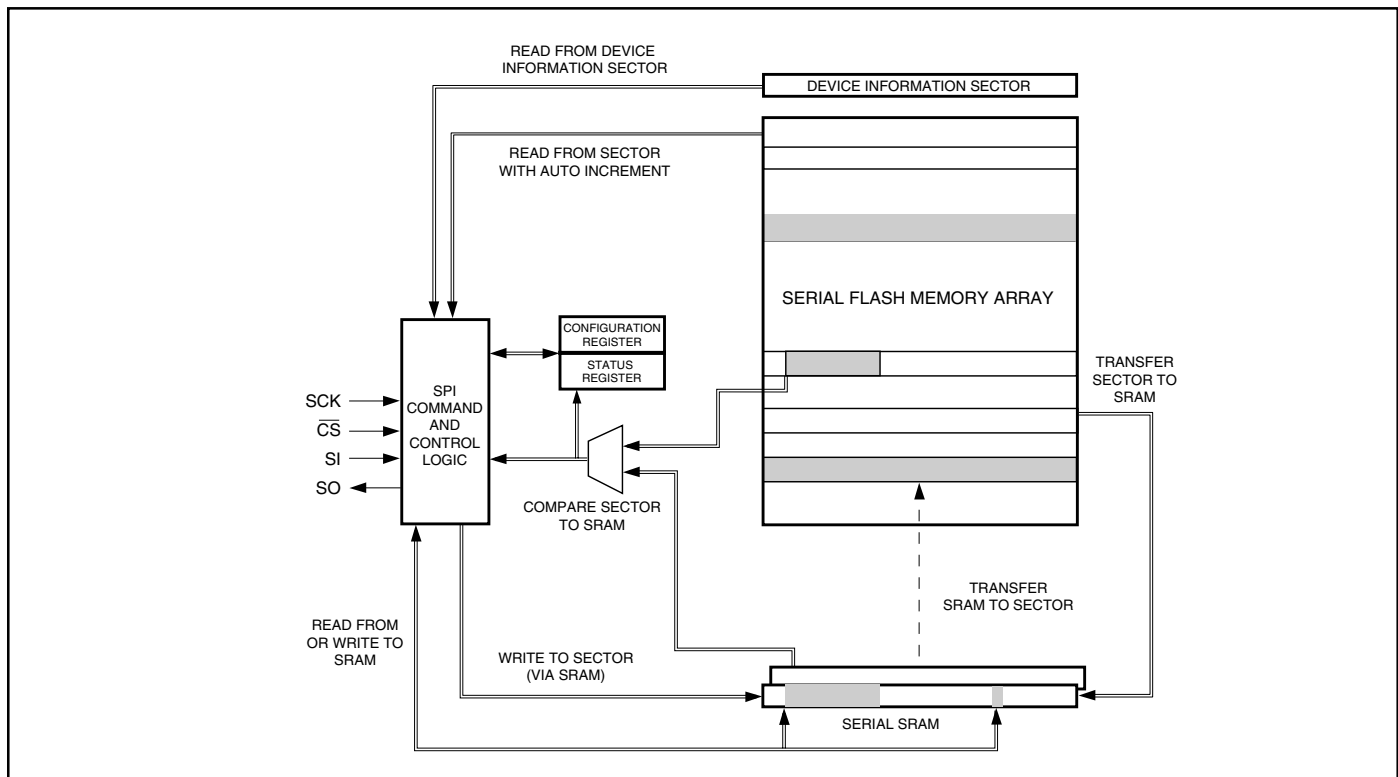 READ FROM DEVICE
INFORMATION SECTOR
DEVICE INFORMATION SECTOR
READ FROM SECTOR
WITH AUTO INCREMENT
SERIAL FLASH MEMORY ARRAY
CONFIGURATION
REGISTER
STATUS
REGISTER
TRANSFER
SECTOR TO
SRAM
SPI
COMMAND
AND
CONTROL
LOGIC
SCK
C̅S̅
SI
SO
COMPARE SECTOR
TO SRAM
TRANSFER
SRAM TO SECTOR
READ FROM
OR WRITE TO
SRAM
WRITE TO SECTOR
(VIA SRAM)
SERIAL SRAM